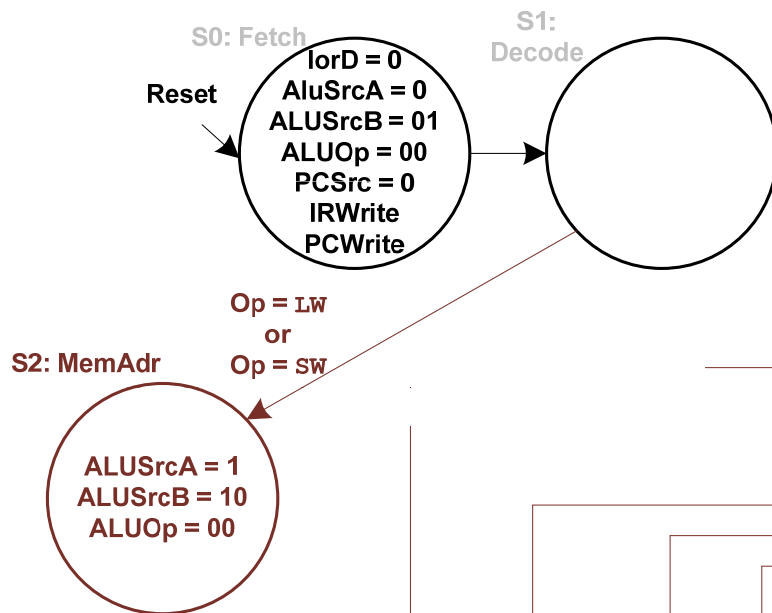 S0: Fetch
S1:
Decode
Reset
IorD = 0
AluSrcA = 0
ALUSrcB = 01
ALUOp = 00
PCSrc = 0
IRWrite
PCWrite
Op = LW
or
Op = SW
S2: MemAdr
ALUSrcA = 1
ALUSrcB = 10
ALUOp = 00